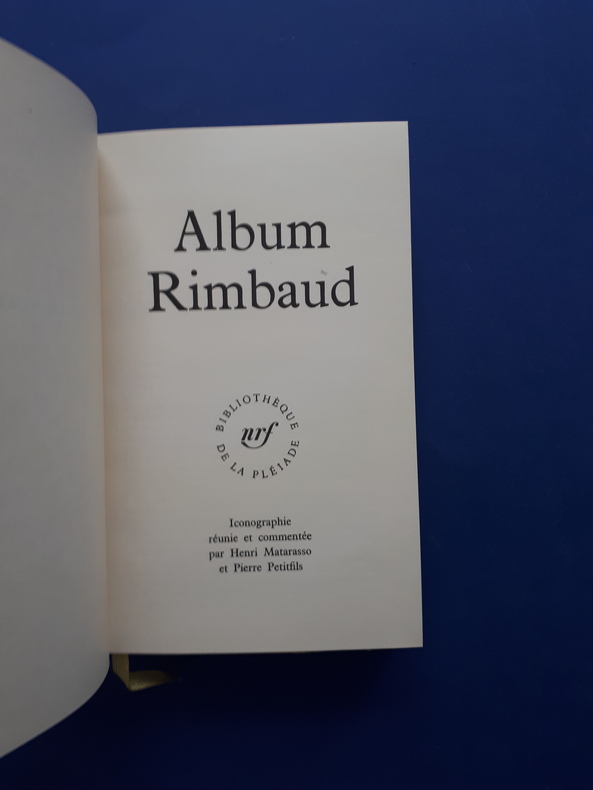 Album
Rimbaud
BIBLIOTHÈQUE
nrf
DE LA PLÉIADE
Iconographie
réunie et commentée
par Henri Matarasso
et Pierre Petitfils